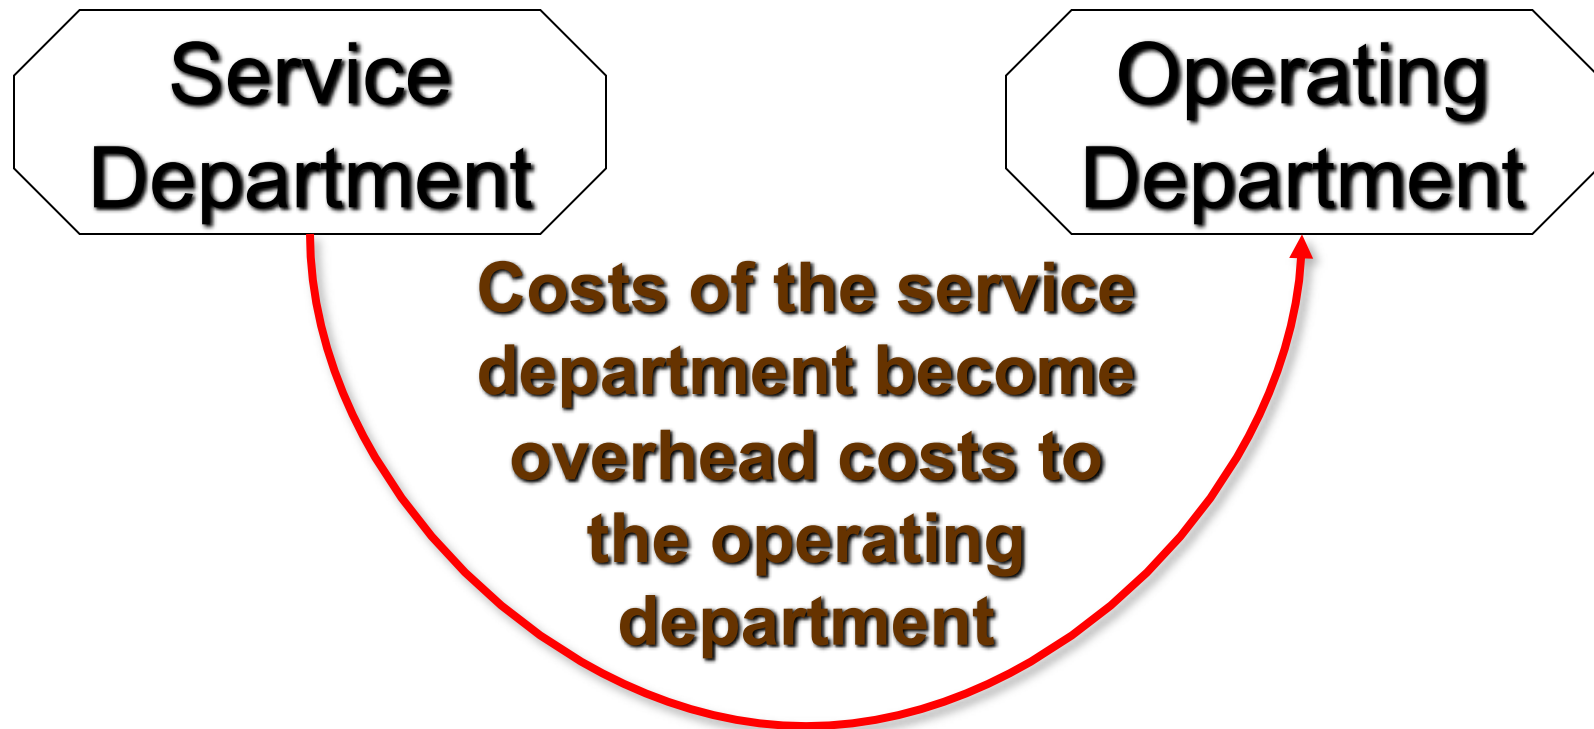 Service
Department
Operating
Department
Costs of the service
department become
overhead costs to
the operating
department